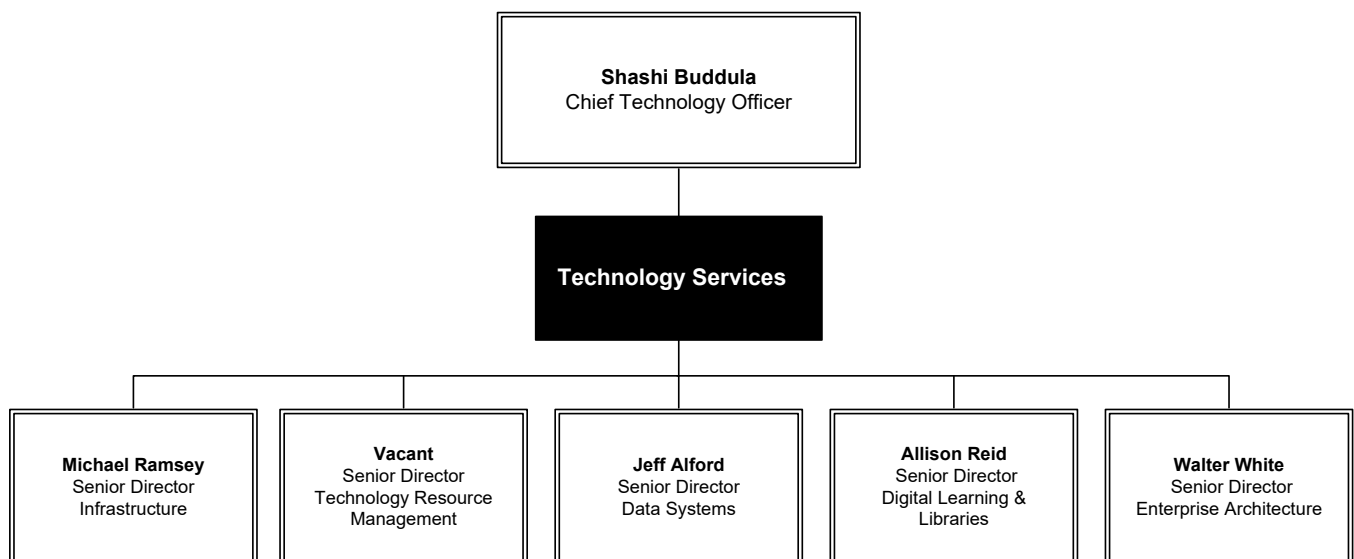 Shashi Buddula
Chief Technology Officer
Technology Services
Michael Ramsey
Senior Director
Infrastructure
Vacant
Senior Director
Technology Resource
Management
Jeff Alford
Senior Director
Data Systems
Allison Reid
Senior Director
Digital Learning &
Libraries
Walter White
Senior Director
Enterprise Architecture